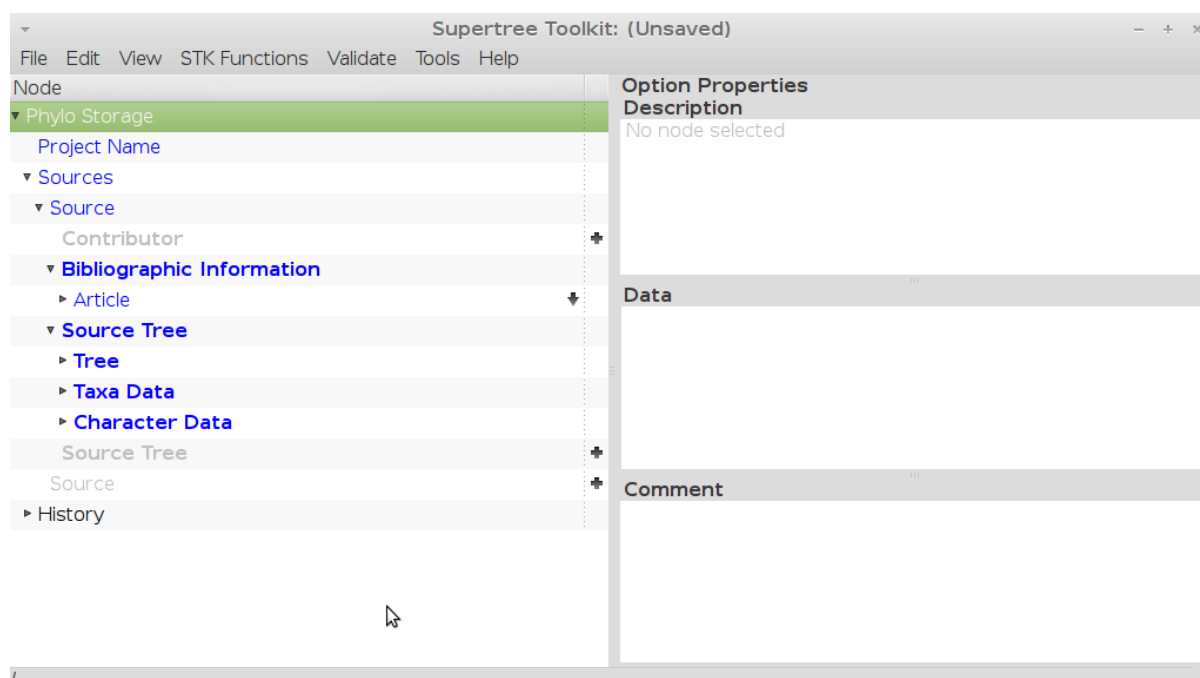 Supertree Toolkit: (Unsaved)
File Edit View STK Functions Validate Tools Help
Node
Phylo Storage
Project Name
Sources
Source
Contributor
Bibliographic Information
Article
Source Tree
Tree
Taxa Data
Character Data
Source Tree
Source
History
Option Properties
Description
No node selected
Data
Comment
/